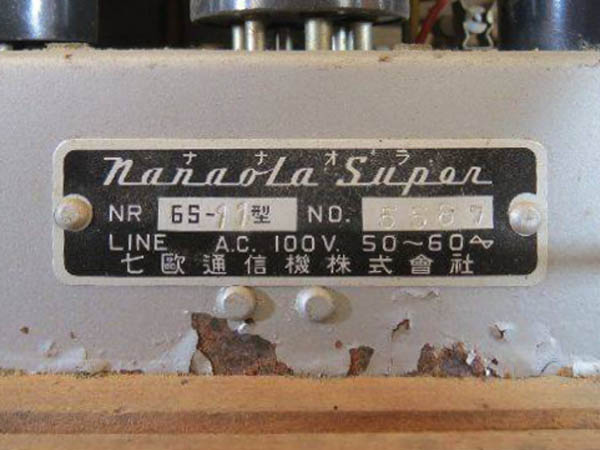 ナナオラ
Nanaola Super
NR 6S-11型 NO. 5587
LINE A.C. 100V. 50～60∿
七歐通信機株式會社